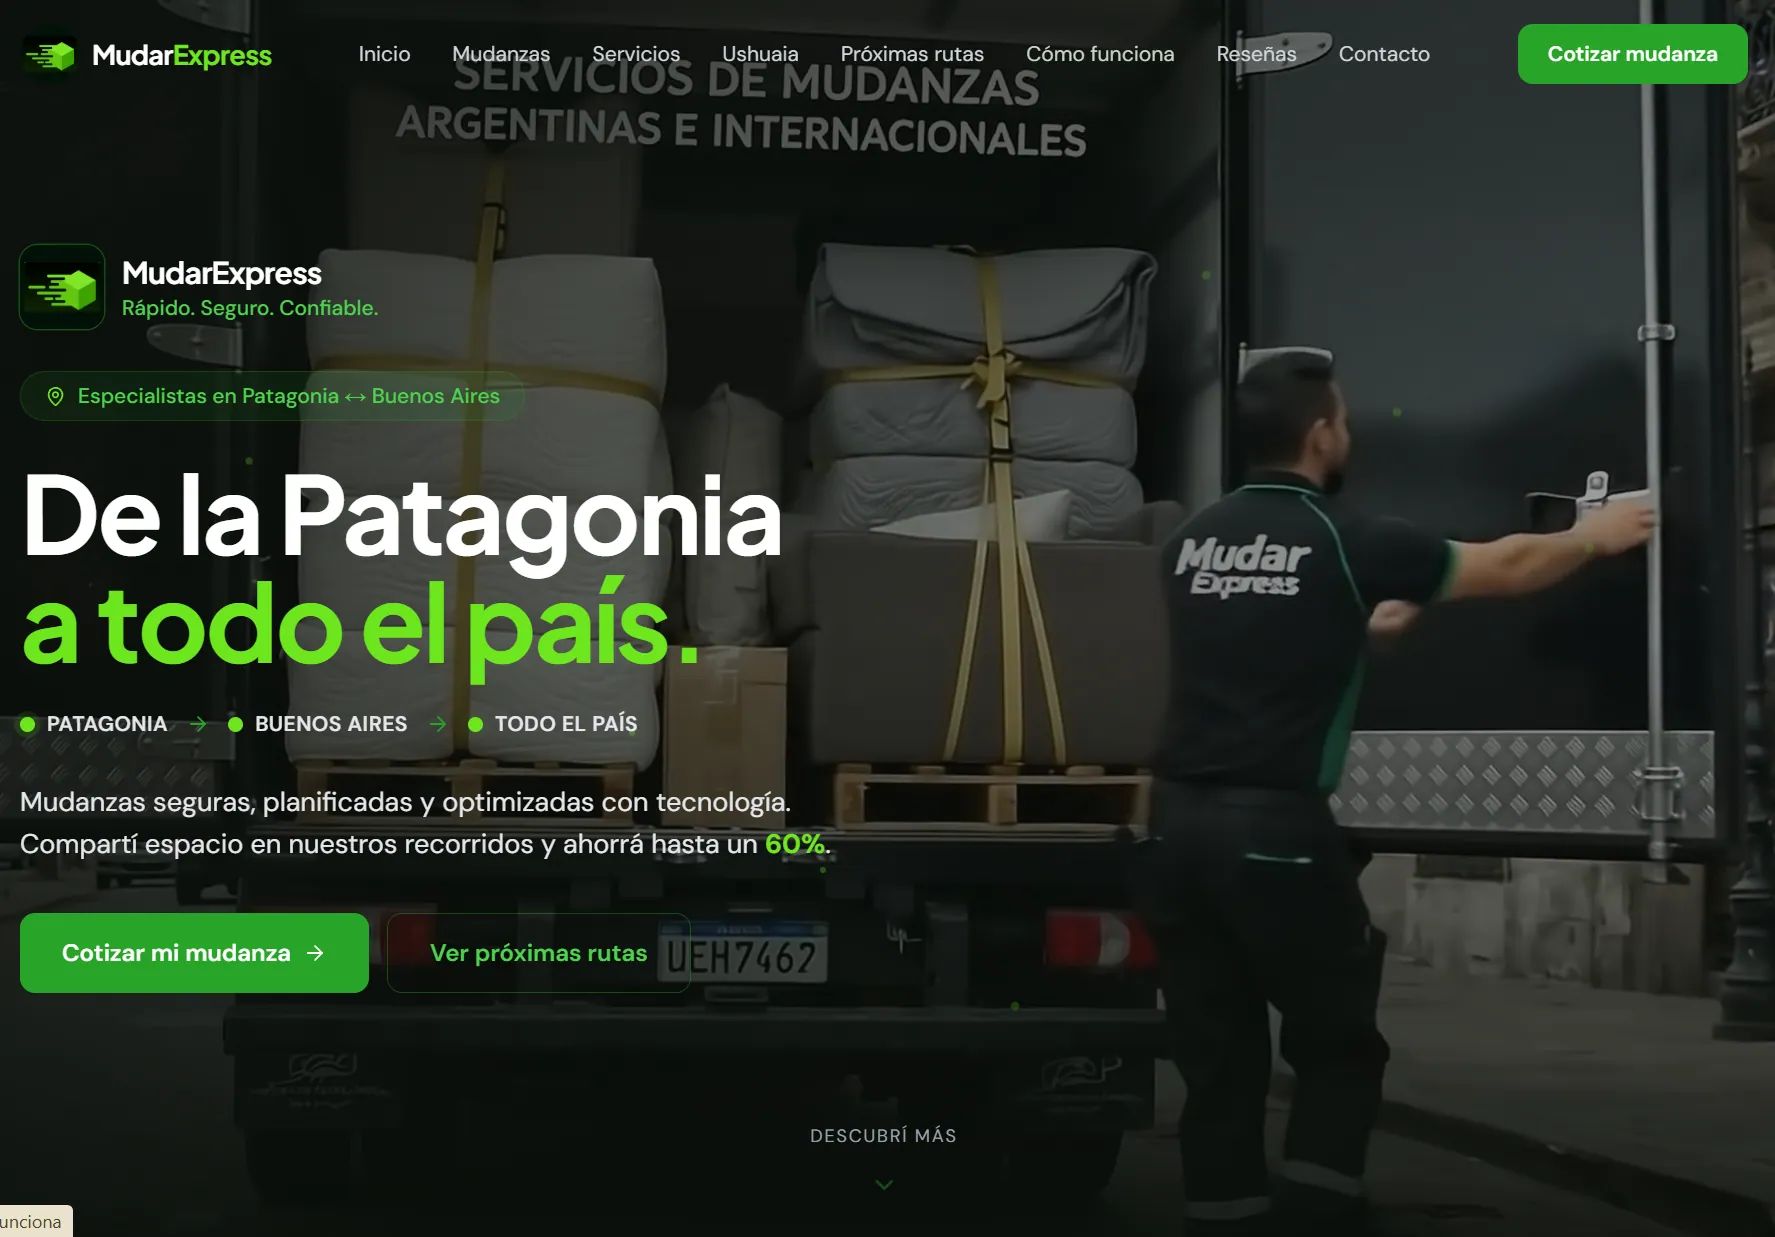 MudarExpress
Inicio
Mudanzas
Servicios
Ushuaia
Próximas rutas
Cómo funciona
Reseñas
Contacto
Cotizar mudanza
SERVICIOS DE MUDANZAS
ARGENTINAS E INTERNACIONALES
MudarExpress
Rápido. Seguro. Confiable.
Especialistas en Patagonia ↔ Buenos Aires
De la Patagonia
a todo el país.
Mudar
Express
PATAGONIA → BUENOS AIRES → TODO EL PAÍS
Mudanzas seguras, planificadas y optimizadas con tecnología.
Compartí espacio en nuestros recorridos y ahorrá hasta un 60%.
Cotizar mi mudanza →
Ver próximas rutas
UEH7462
DESCUBRÍ MÁS
unciona